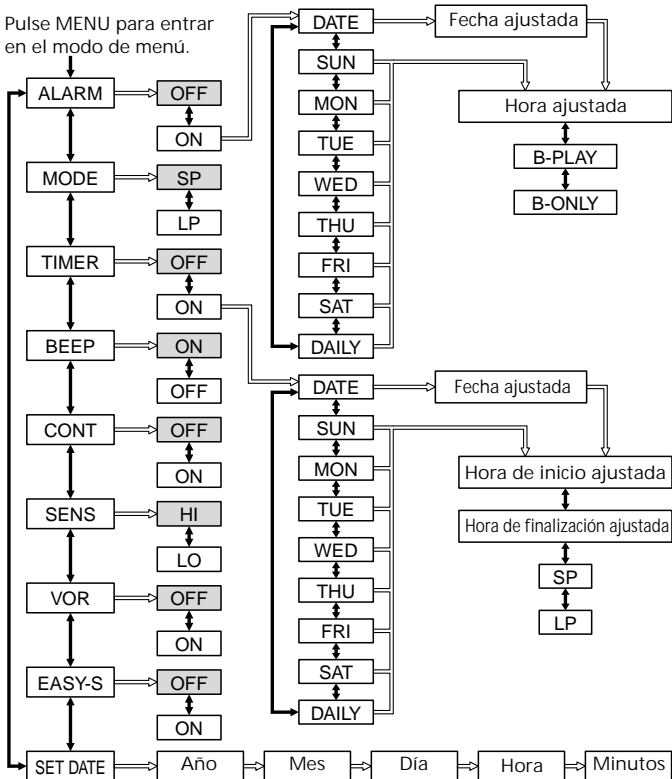 Pulse MENU para entrar
en el modo de menú.
ALARM
OFF
ON
MODE
SP
LP
TIMER
OFF
ON
BEEP
ON
OFF
CONT
OFF
ON
SENS
HI
LO
VOR
OFF
ON
EASY-S
OFF
ON
SET DATE
Año
Mes
Día
Hora
Minutos
DATE
SUN
MON
TUE
WED
THU
FRI
SAT
DAILY
Fecha ajustada
Hora ajustada
B-PLAY
B-ONLY
DATE
SUN
MON
TUE
WED
THU
FRI
SAT
DAILY
Fecha ajustada
Hora de inicio ajustada
Hora de finalización ajustada
SP
LP